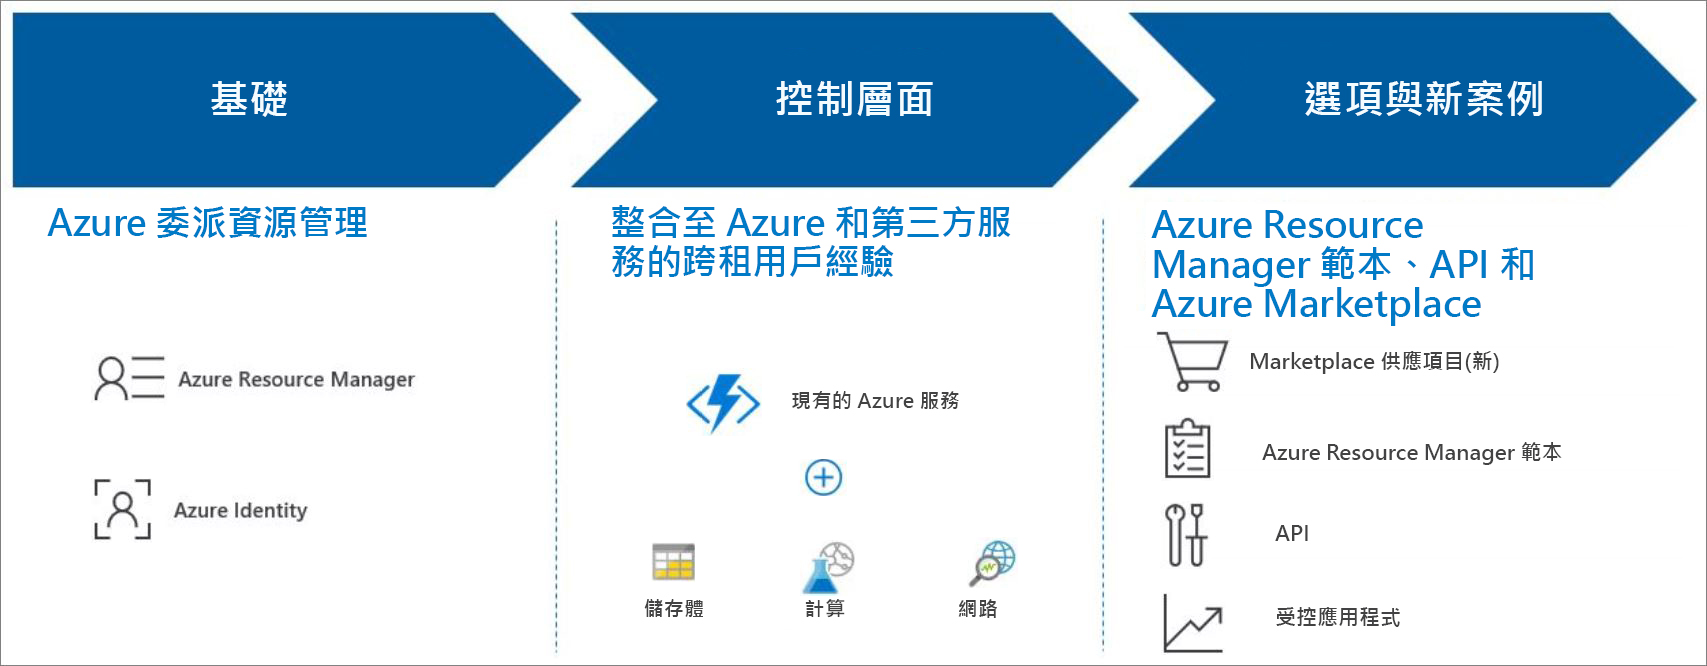 基礎
控制層面
選項與新案例
Azure 委派資源管理
Azure Resource Manager
Azure Identity
整合至 Azure 和第三方服
務的跨租用戶經驗
現有的 Azure 服務
儲存體
計算
網路
Azure Resource
Manager 範本、API 和
Azure Marketplace
Marketplace 供應項目(新)
Azure Resource Manager 範本
API
受控應用程式